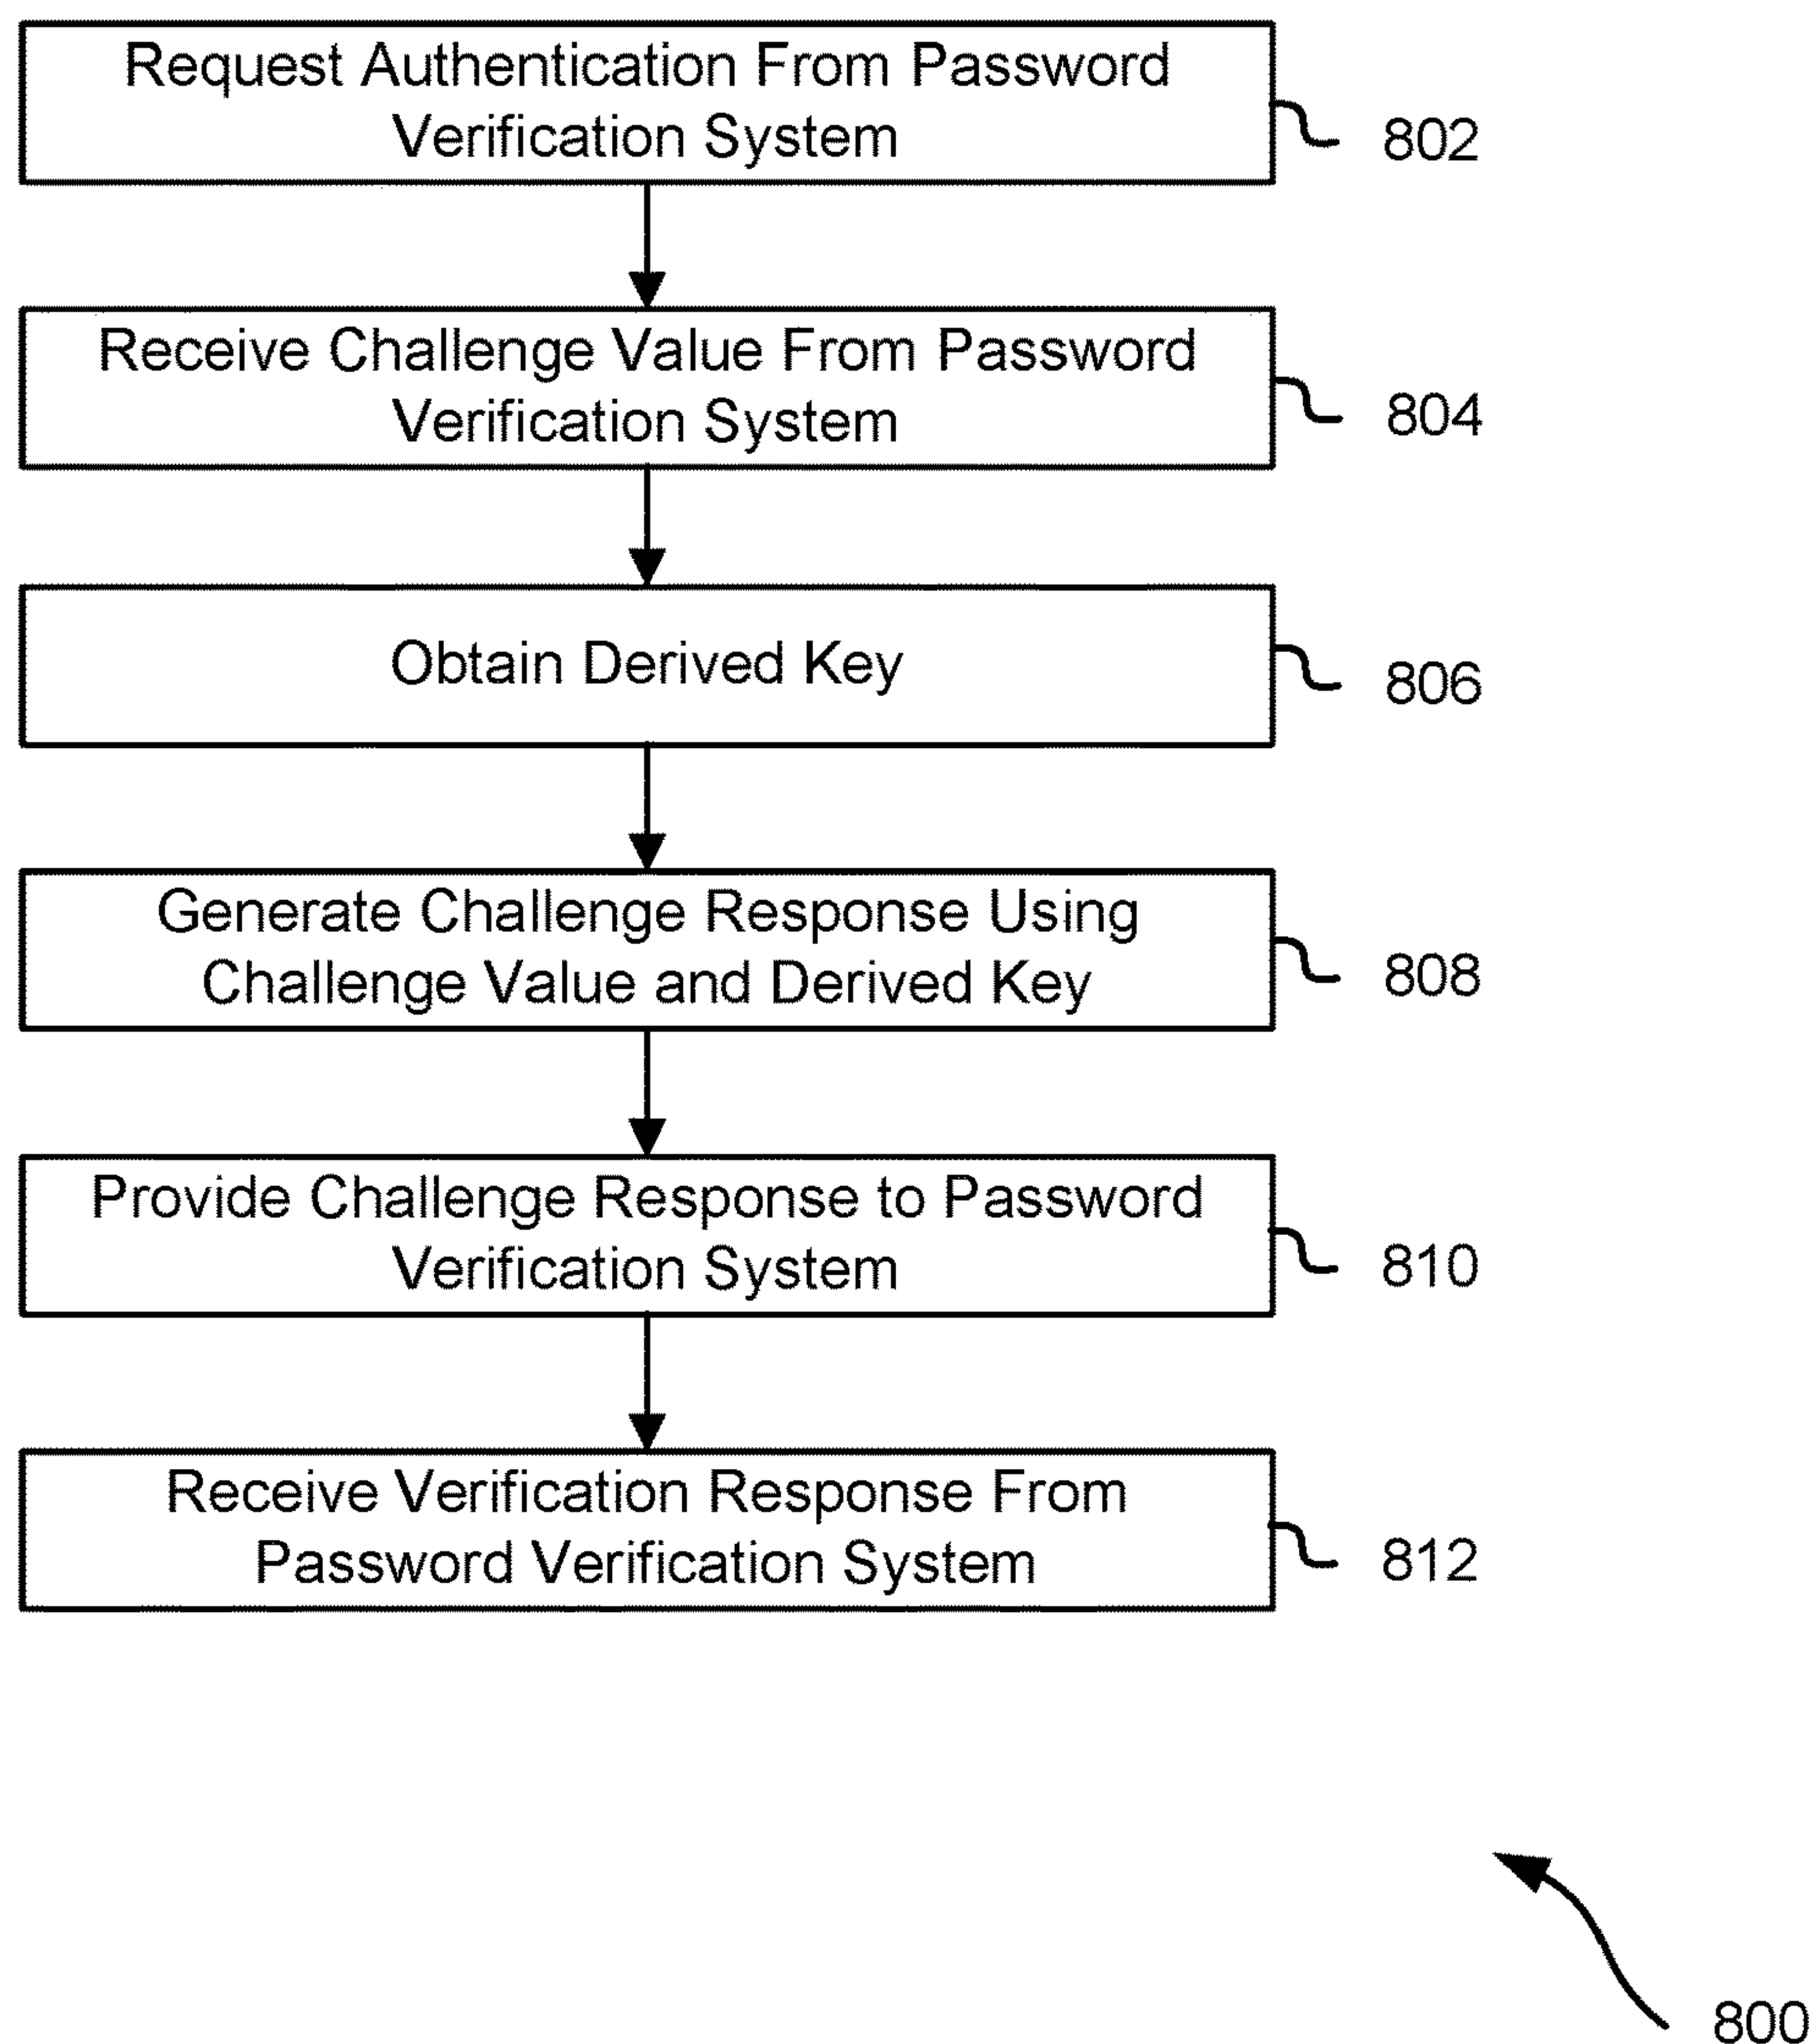 Request Authentication From Password
Verification System
802
Receive Challenge Value From Password
Verification System
804
Obtain Derived Key
806
Generate Challenge Response Using
Challenge Value and Derived Key
808
Provide Challenge Response to Password
Verification System
810
Receive Verification Response From
Password Verification System
812
800